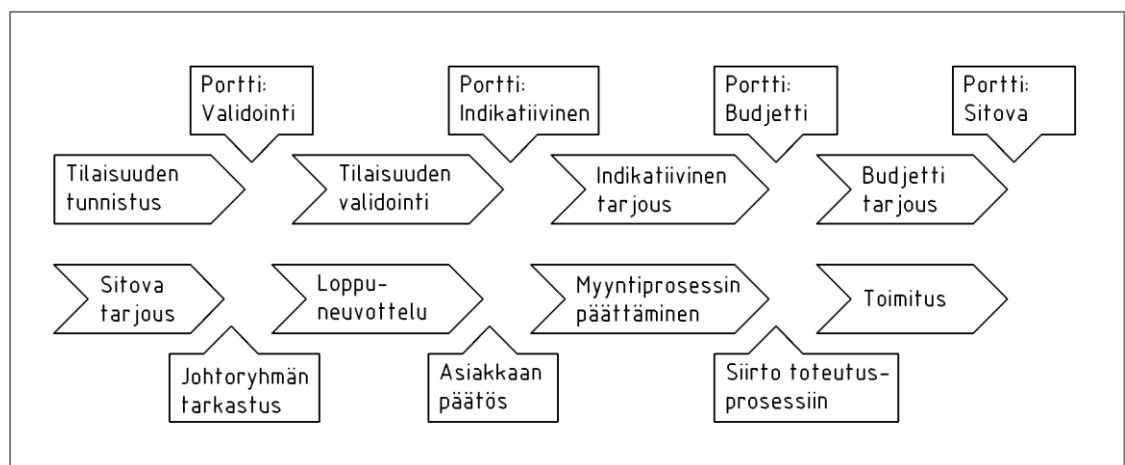 Portti:
Validointi
Portti:
Indikatiivinen
Portti:
Budjetti
Portti:
Sitova
Tilaisuuden
tunnistus
Tilaisuuden
validointi
Indikatiivinen
tarjous
Budjetti
tarjous
Sitova
tarjous
Loppu-
neuvottelu
Myyntiprosessin
päättäminen
Toimitus
Johtoryhmän
tarkastus
Asiakkaan
päätös
Siirto toteutus-
prosessiin